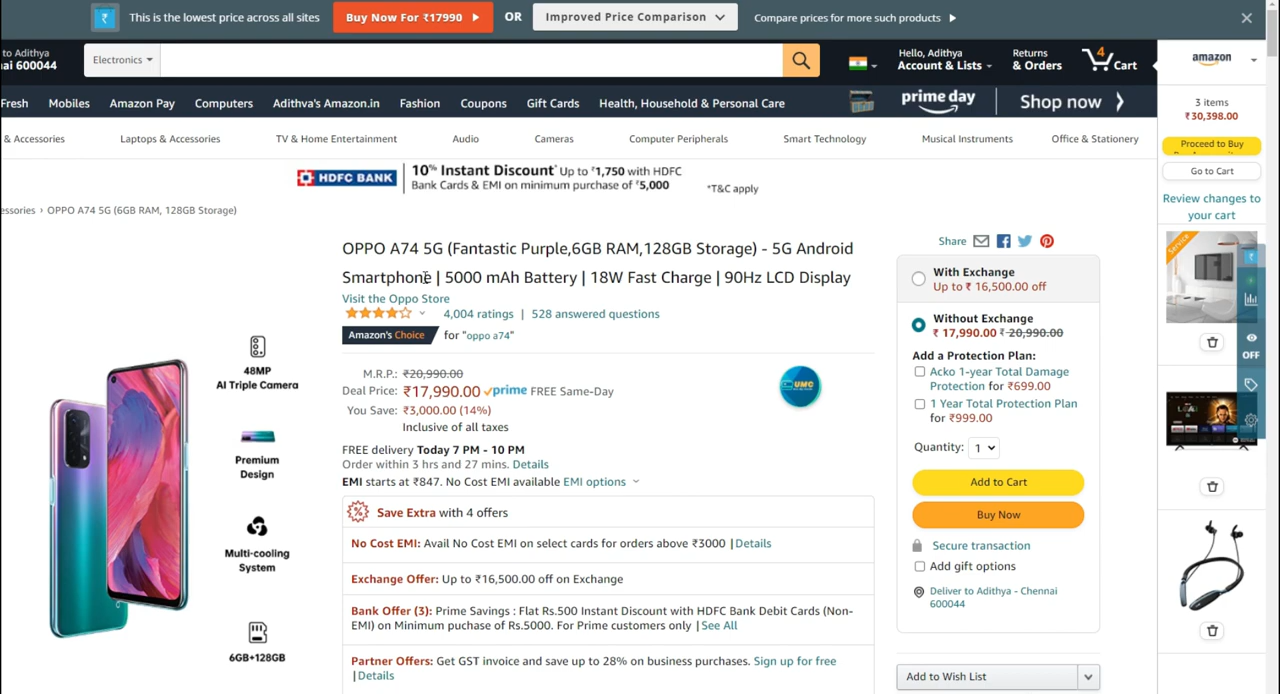 This is the lowest price across all sites
Buy Now For ₹17990
OR
Improved Price Comparison
Compare prices for more such products
to Adithya
ai 600044
Electronics
Hello, Adithya
Account & Lists
Returns
& Orders
4
Cart
Fresh
Mobiles
Amazon Pay
Computers
Adithya's Amazon.in
Fashion
Coupons
Gift Cards
Health, Household & Personal Care
prime day
Shop now
& Accessories
Laptops & Accessories
TV & Home Entertainment
Audio
Cameras
Computer Peripherals
Smart Technology
Musical Instruments
Office & Stationery
HDFC BANK
10% Instant Discount* Up to ₹1,750 with HDFC
Bank Cards & EMI on minimum purchase of ₹5,000
*T&C apply
essories › OPPO A74 5G (6GB RAM, 128GB Storage)
48MP
AI Triple Camera
Premium
Design
Multi-cooling
System
6GB+128GB
OPPO A74 5G (Fantastic Purple,6GB RAM,128GB Storage) - 5G Android
Smartphone | 5000 mAh Battery | 18W Fast Charge | 90Hz LCD Display
Visit the Oppo Store
4,004 ratings | 528 answered questions
Amazon's Choice for "oppo a74"
M.R.P.: ₹20,990.00
Deal Price: ₹17,990.00 prime FREE Same-Day
You Save: ₹3,000.00 (14%)
Inclusive of all taxes
UMC
FREE delivery Today 7 PM - 10 PM
Order within 3 hrs and 27 mins. Details
EMI starts at ₹847. No Cost EMI available EMI options
Save Extra with 4 offers
No Cost EMI: Avail No Cost EMI on select cards for orders above ₹3000 | Details
Exchange Offer: Up to ₹16,500.00 off on Exchange
Bank Offer (3): Prime Savings : Flat Rs.500 Instant Discount with HDFC Bank Debit Cards (Non-
EMI) on Minimum puchase of Rs.5000. For Prime customers only | See All
Partner Offers: Get GST invoice and save up to 28% on business purchases. Sign up for free
| Details
Share
With Exchange
Up to ₹ 16,500.00 off
Without Exchange
₹ 17,990.00 ₹ 20,990.00
Add a Protection Plan:
Acko 1-year Total Damage
Protection for ₹699.00
1 Year Total Protection Plan
for ₹999.00
Quantity: 1
Add to Cart
Buy Now
Secure transaction
Add gift options
Deliver to Adithya - Chennai
600044
Add to Wish List
amazon
3 items
₹30,398.00
Proceed to Buy
Go to Cart
Review changes to
your cart
Service
OFF